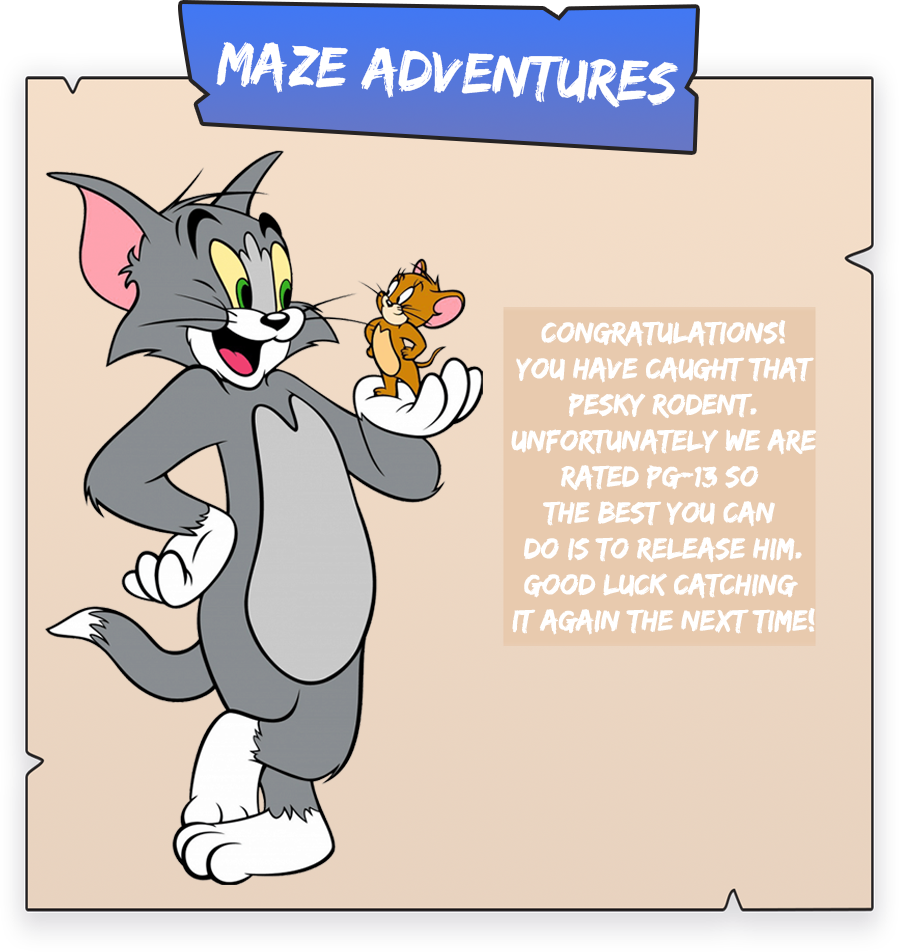 MAZE ADVENTURES
CONGRATULATIONS!
YOU HAVE CAUGHT THAT
PESKY RODENT.
UNFORTUNATELY WE ARE
RATED PG-13 SO
THE BEST YOU CAN
DO IS TO RELEASE HIM.
GOOD LUCK CATCHING
IT AGAIN THE NEXT TIME!